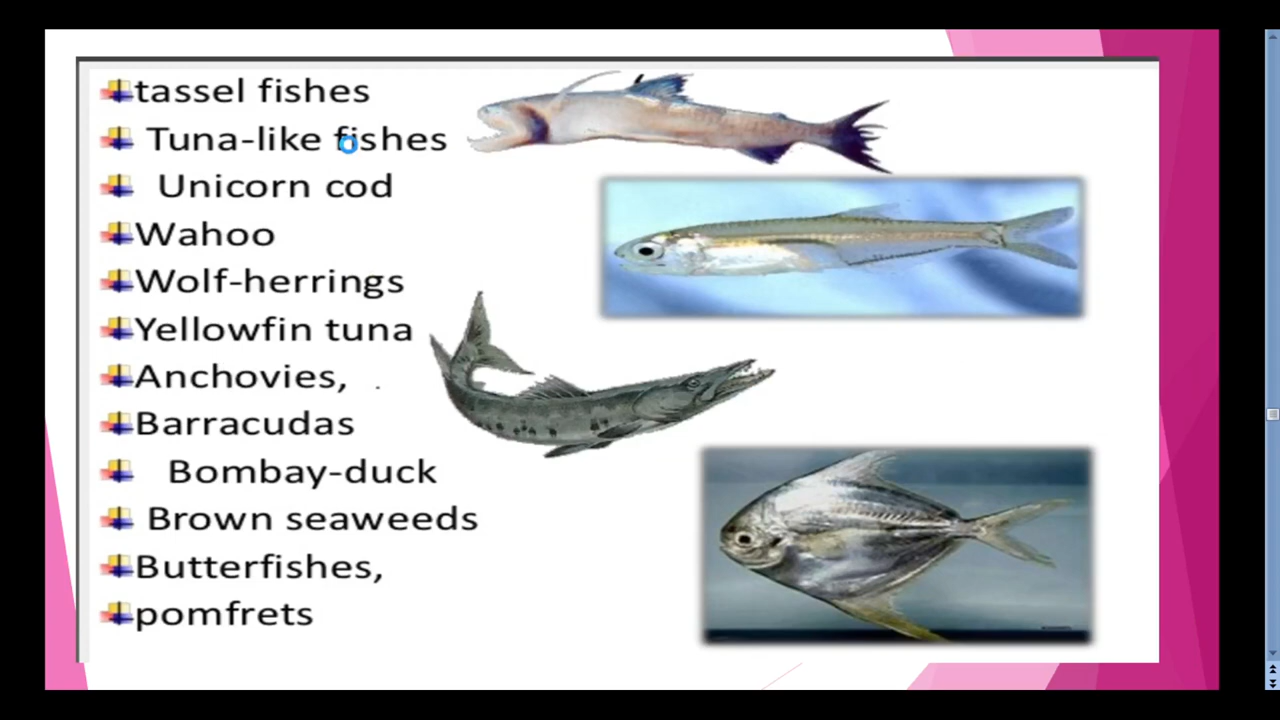 tassel fishes
Tuna-like fishes
Unicorn cod
Wahoo
Wolf-herrings
Yellowfin tuna
Anchovies, .
Barracudas
Bombay-duck
Brown seaweeds
Butterfishes,
pomfrets